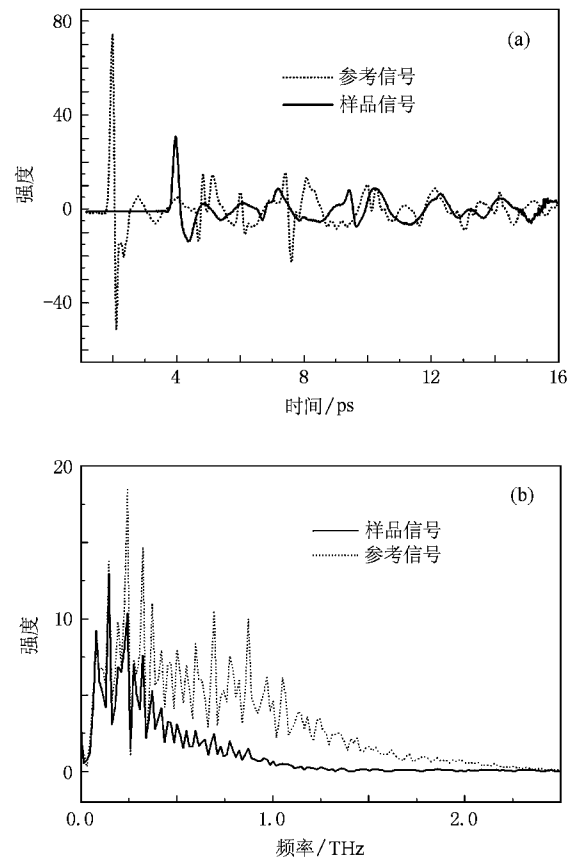 80
(a)
参考信号
样品信号
40
强度
0
-40
4
8
12
16
时间/ps
20
(b)
样品信号
参考信号
10
强度
0
0.0
1.0
2.0
频率/THz